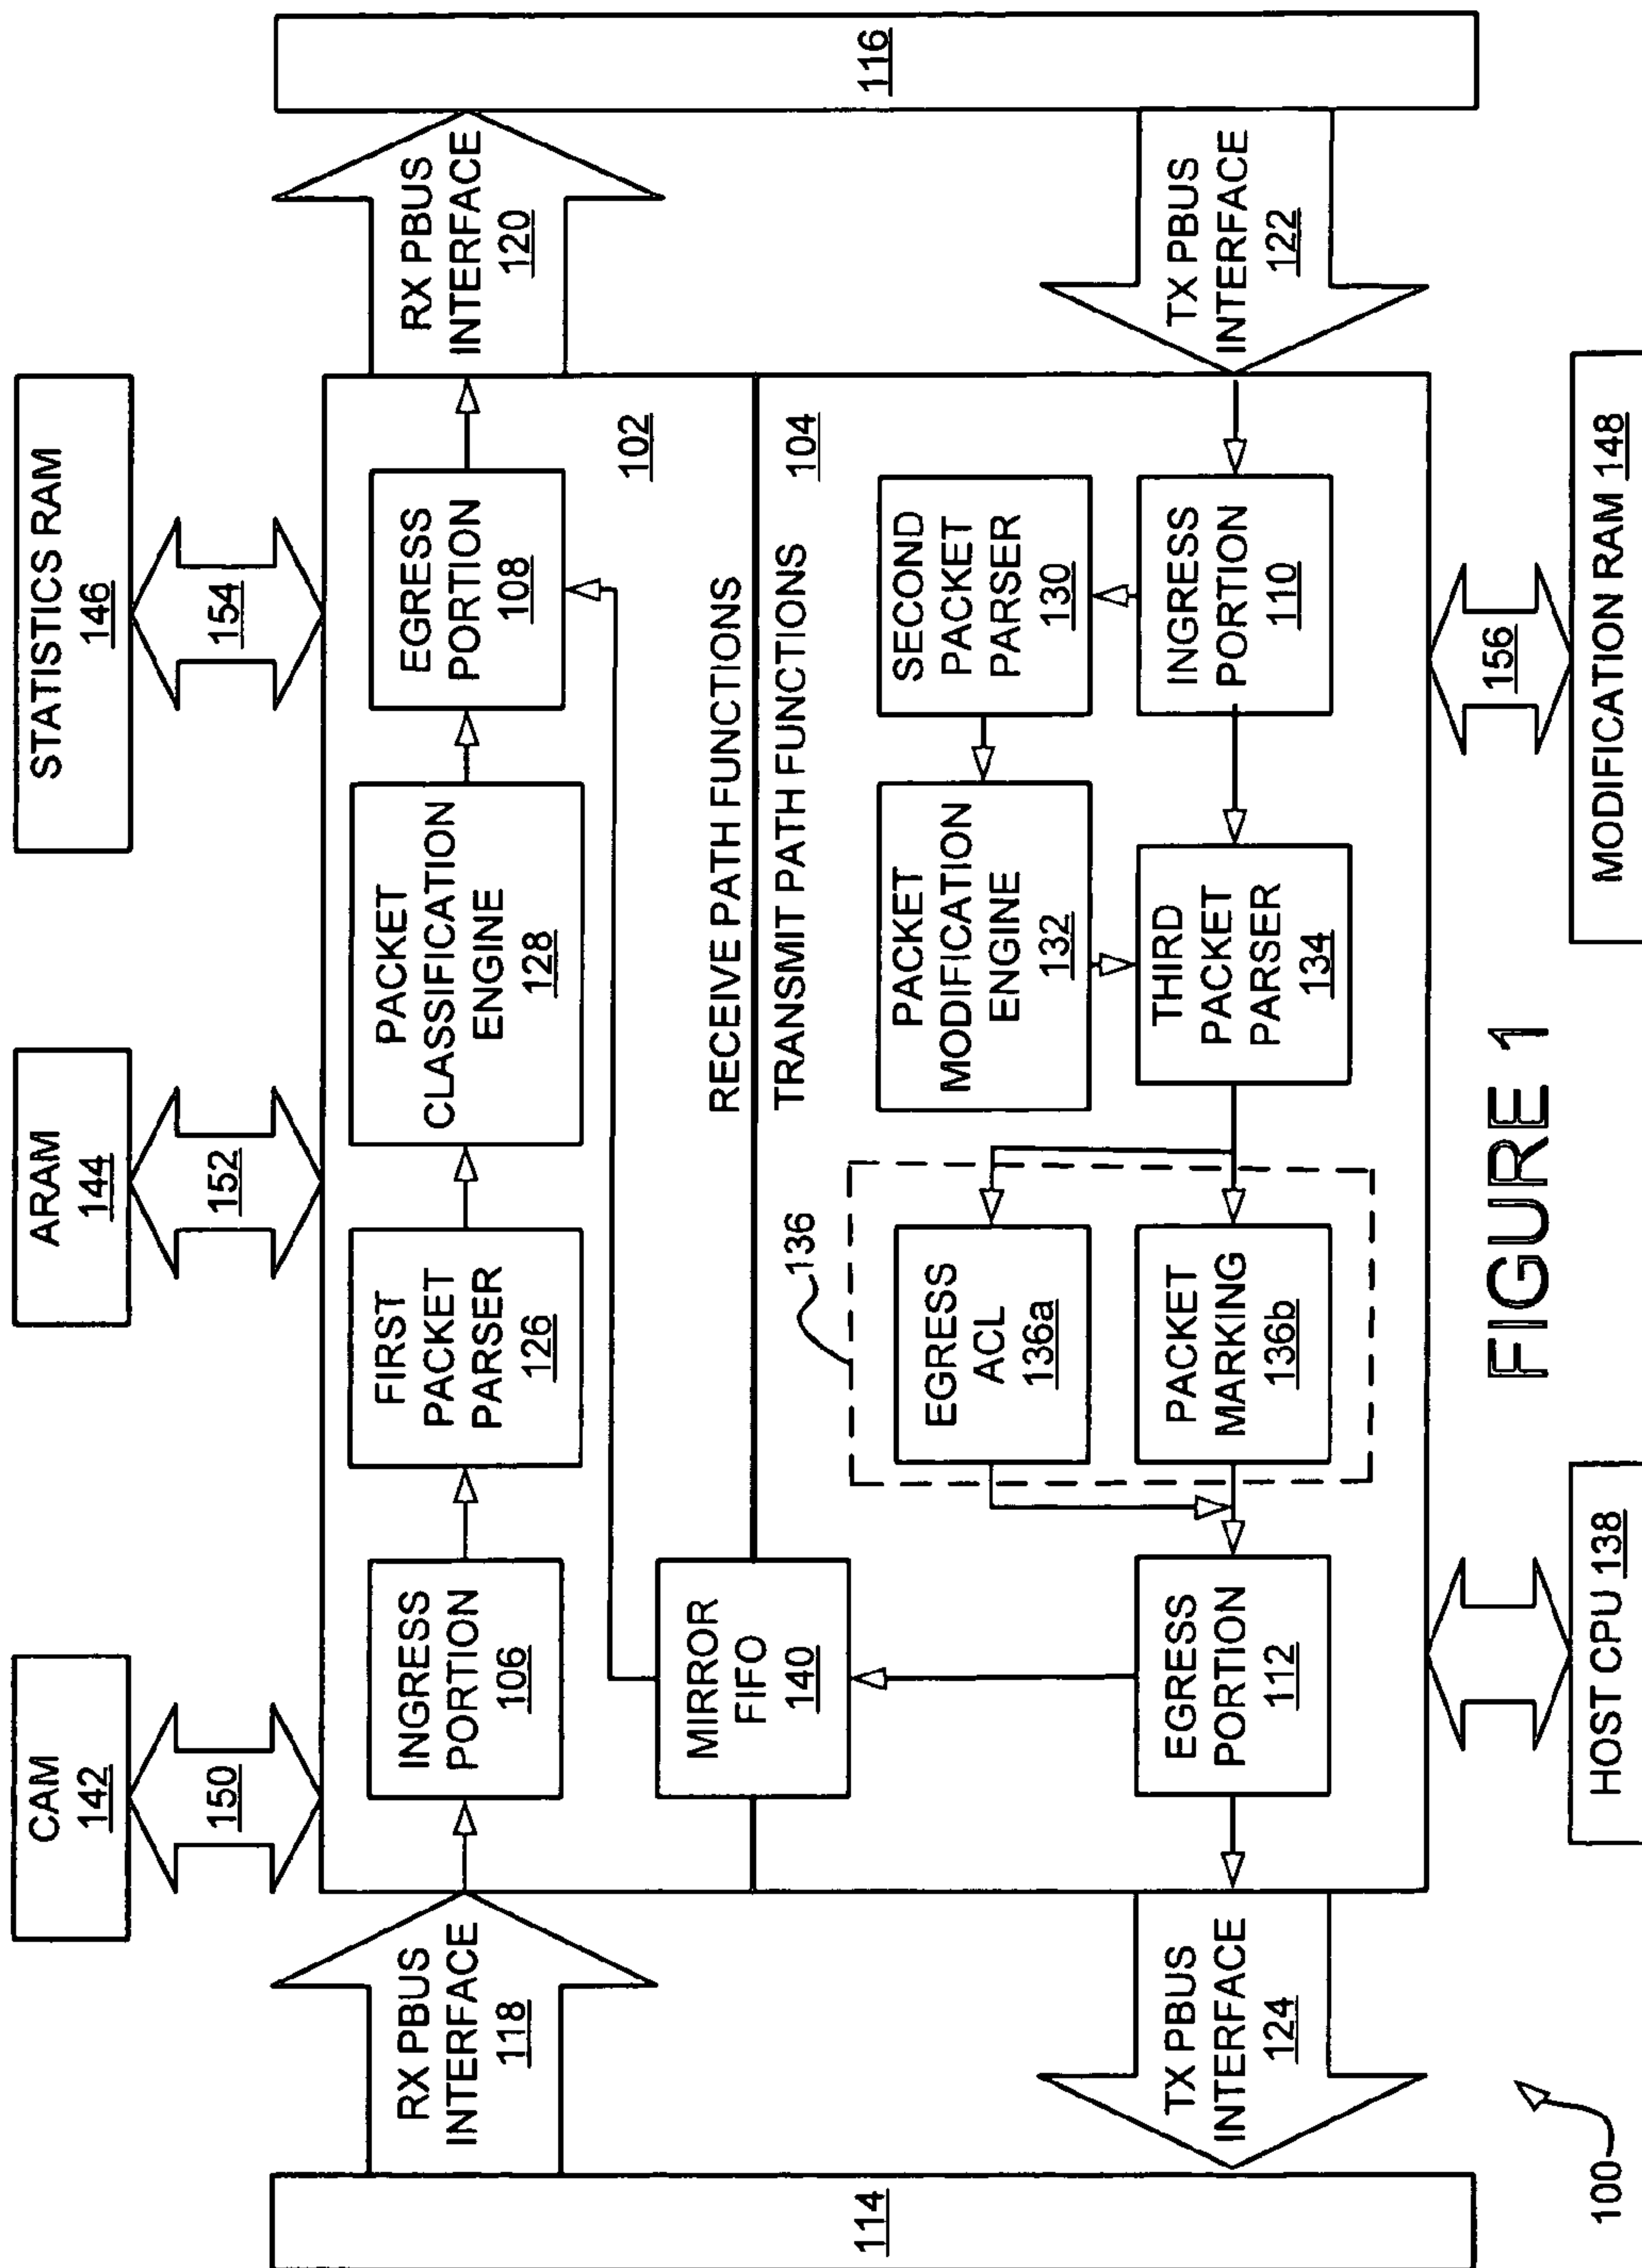 CAM
142
ARAM
144
STATISTICS RAM
146
150
152
154
114
RX PBUS
INTERFACE
118
INGRESS
PORTION
106
FIRST
PACKET
PARSER
126
PACKET
CLASSIFICATION
ENGINE
128
EGRESS
PORTION
108
RX PBUS
INTERFACE
120
116
102
RECEIVE PATH FUNCTIONS
TRANSMIT PATH FUNCTIONS
104
MIRROR
FIFO
140
136
EGRESS
ACL
136a
PACKET
MODIFICATION
ENGINE
132
SECOND
PACKET
PARSER
130
TX PBUS
INTERFACE
124
EGRESS
PORTION
112
PACKET
MARKING
136b
THIRD
PACKET
PARSER
134
INGRESS
PORTION
110
TX PBUS
INTERFACE
122
156
HOST CPU 138
MODIFICATION RAM 148
100
FIGURE 1